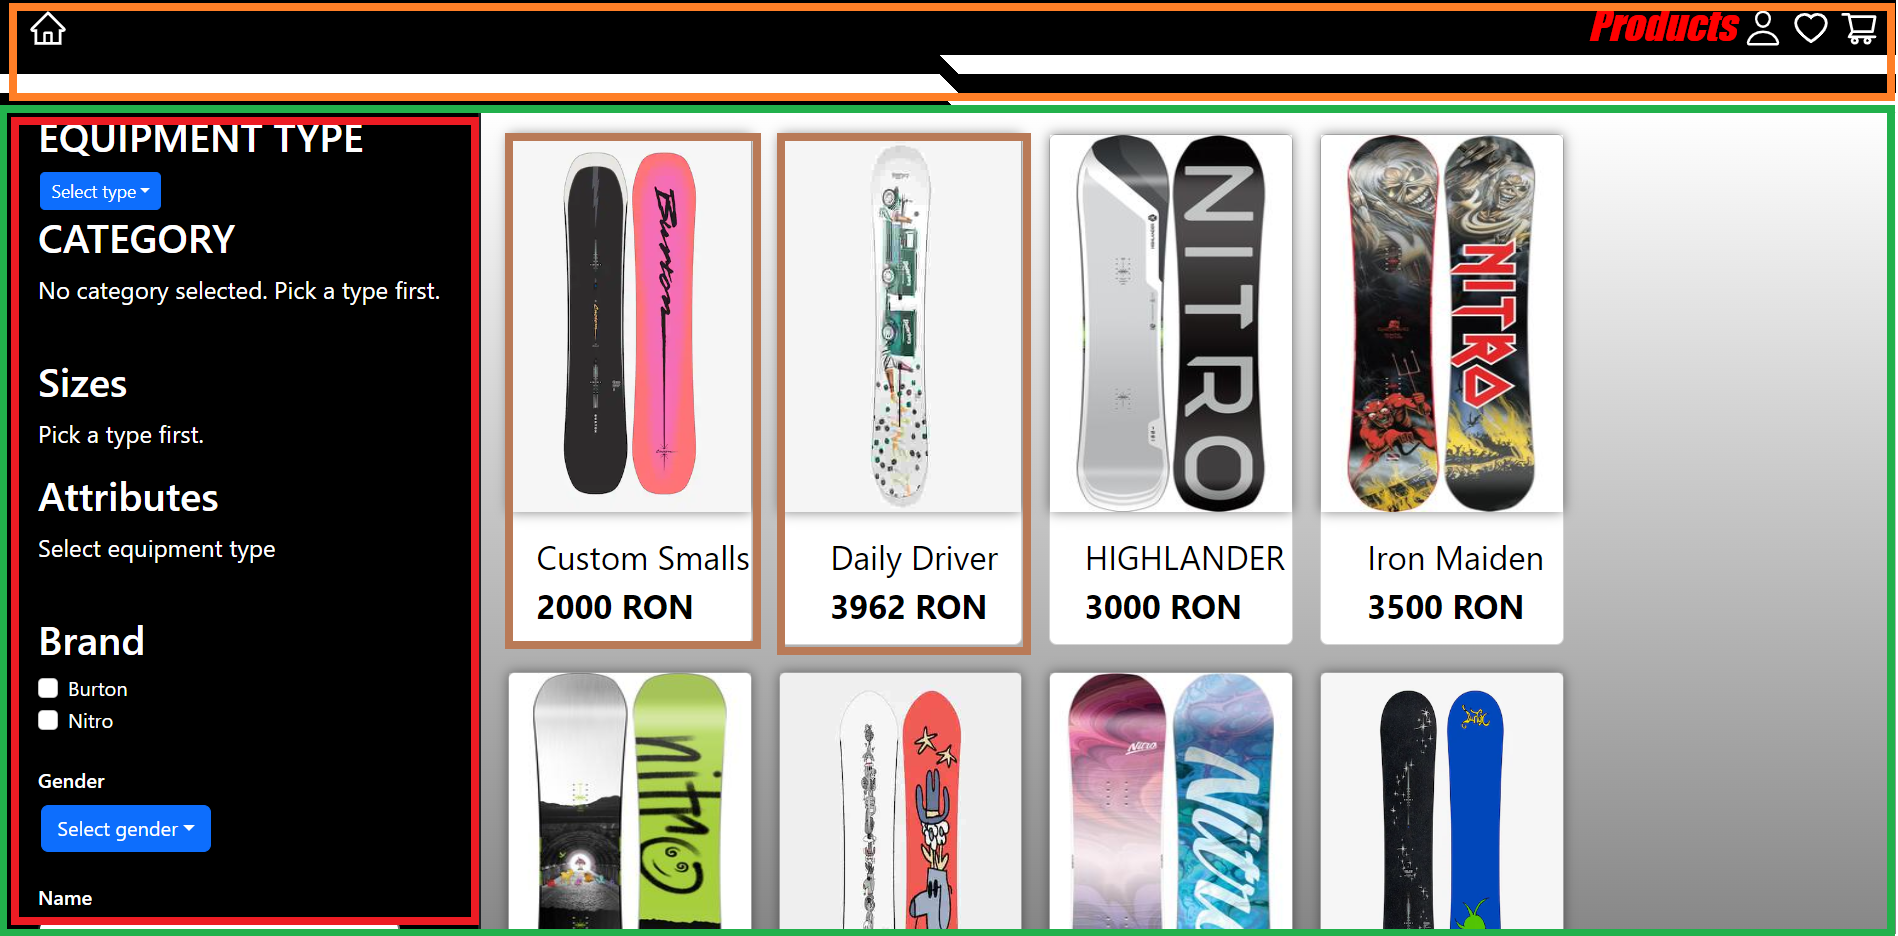 Products
EQUIPMENT TYPE
Select type
CATEGORY
No category selected. Pick a type first.
Sizes
Pick a type first.
Attributes
Select equipment type
Brand
Burton
Nitro
Gender
Select gender
Name
Burton
NITRO
HIGHLANDER
NITRO
Custom Smalls
2000 RON
Daily Driver
3962 RON
HIGHLANDER
3000 RON
Iron Maiden
3500 RON
nitro
Nitro
Nitro